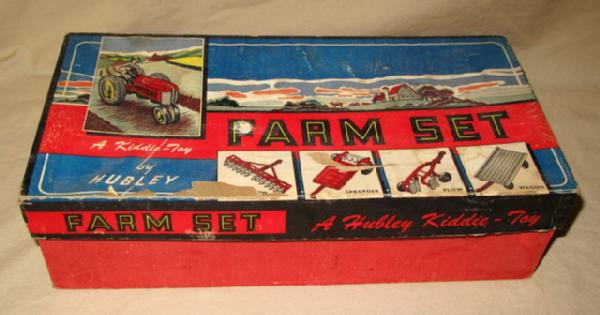 FARM SET
A Kiddie-Toy
by
HUBLEY
SPREADER
PLOW
WAGON
FARM SET
A Hubley Kiddie-Toy